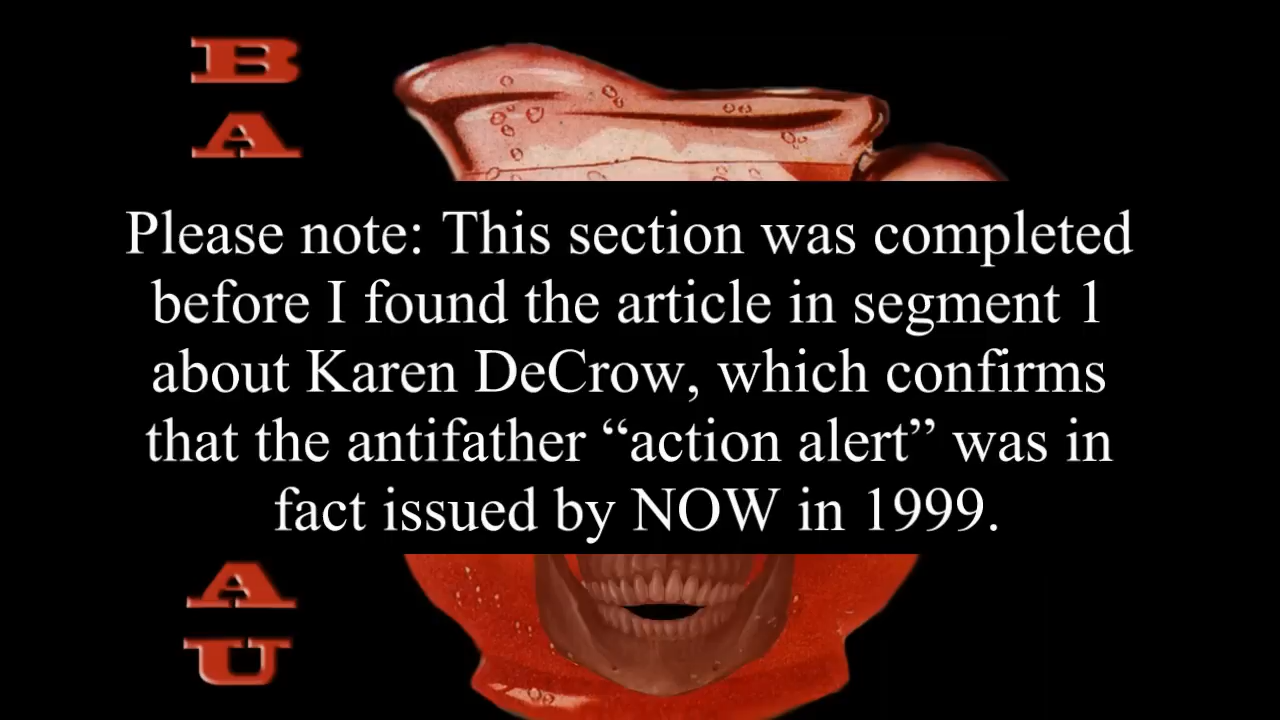 B
A
Please note: This section was completed
before I found the article in segment 1
about Karen DeCrow, which confirms
that the antifather “action alert” was in
fact issued by NOW in 1999.
A
U